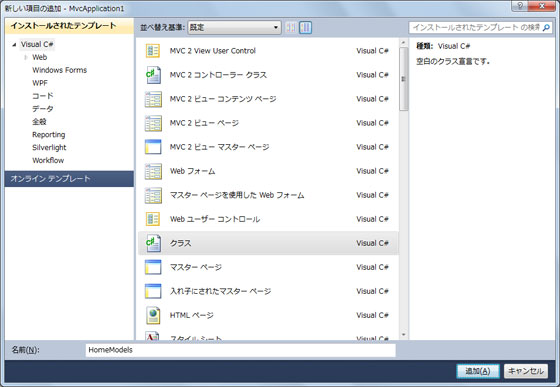 新しい項目の追加 - MvcApplication1
インストールされたテンプレート
並べ替え基準: 既定
インストールされたテンプレート の検索
Visual C#
Web
Windows Forms
WPF
コード
データ
全般
Reporting
Silverlight
Workflow
オンライン テンプレート
MVC 2 View User Control Visual C#
MVC 2 コントローラー クラス Visual C#
MVC 2 ビュー コンテンツ ページ Visual C#
MVC 2 ビュー ページ Visual C#
MVC 2 ビュー マスター ページ Visual C#
Web フォーム Visual C#
マスター ページを使用した Web フォーム Visual C#
Web ユーザー コントロール Visual C#
クラス Visual C#
マスター ページ Visual C#
入れ子にされたマスター ページ Visual C#
HTML ページ Visual C#
スタイル シート Visual C#
種類: Visual C#
空白のクラス宣言です。
名前(N): HomeModels
追加(A) キャンセル